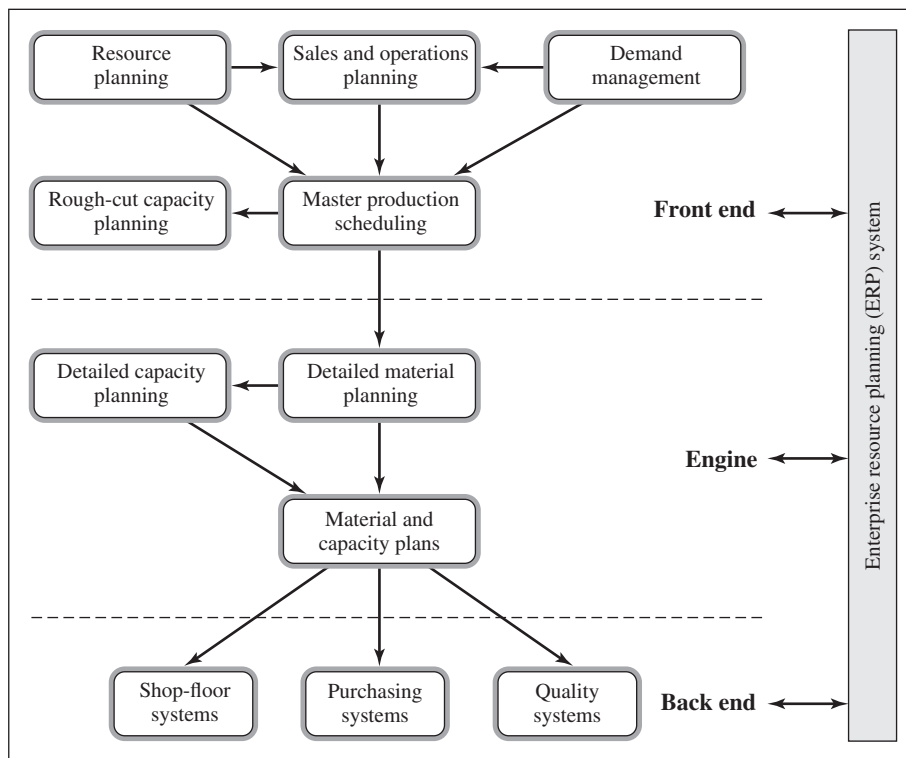 Resource
planning
Sales and operations
planning
Demand
management
Rough-cut capacity
planning
Master production
scheduling
Front end
Detailed capacity
planning
Detailed material
planning
Engine
Material and
capacity plans
Shop-floor
systems
Purchasing
systems
Quality
systems
Back end
Enterprise resource planning (ERP) system